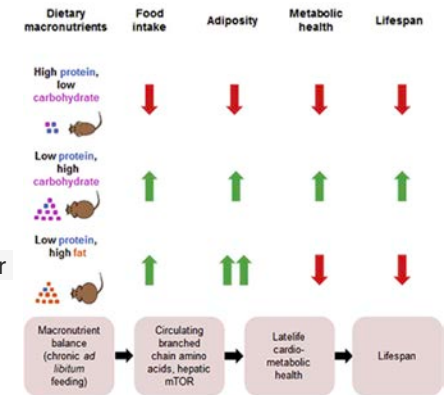 Dietary macronutrients
Food intake
Adiposity
Metabolic health
Lifespan
High protein,
low
carbohydrate
Low protein,
high
carbohydrate
Low protein,
high fat
r
Macronutrient
balance
(chronic ad
libitum
feeding)
Circulating
branched
chain amino
acids, hepatic
mTOR
Latelife
cardio-
metabolic
health
Lifespan